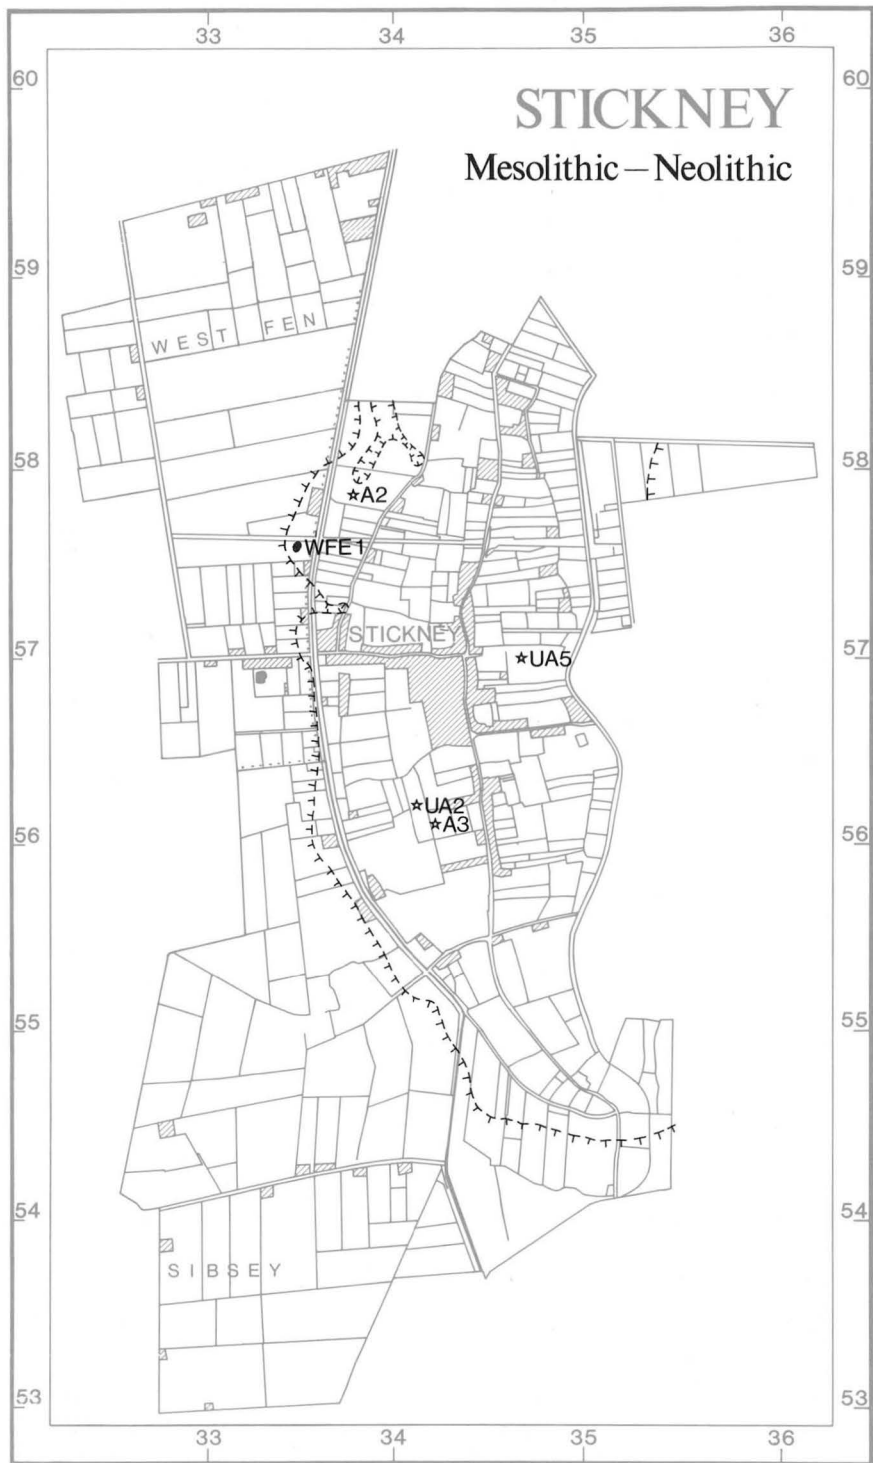 33 34 35 36
60 60
STICKNEY
Mesolithic – Neolithic
59 59
WEST FEN
58 58
A2
WFE1
STICKNEY
57 57
UA5
UA2
A3
56 56
55 55
54 54
SIBSEY
53 53
33 34 35 36